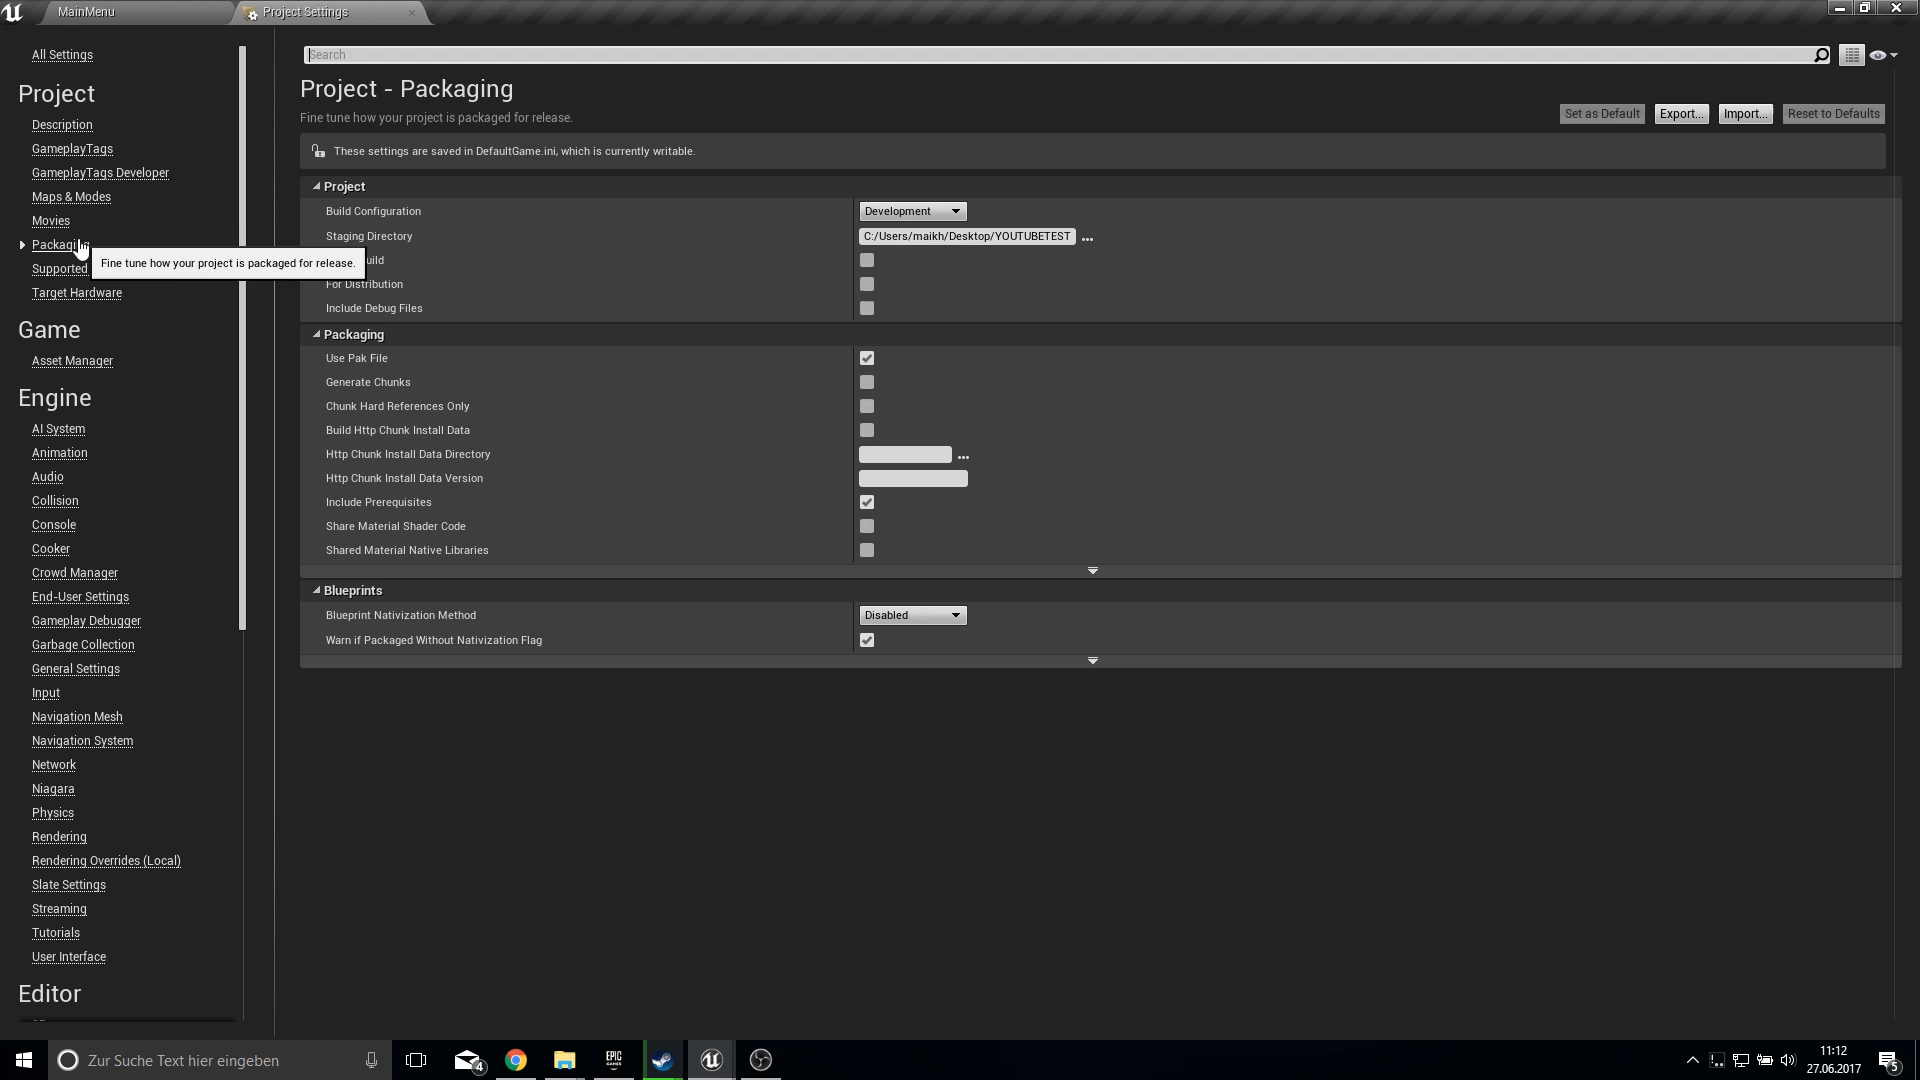 MainMenu
Project Settings
All Settings
Project
Description
GameplayTags
GameplayTags Developer
Maps & Modes
Movies
Supported
Target Hardware
Game
Asset Manager
Engine
AI System
Animation
Audio
Collision
Console
Cooker
Crowd Manager
End-User Settings
Gameplay Debugger
Garbage Collection
General Settings
Input
Navigation Mesh
Navigation System
Network
Niagara
Physics
Rendering
Rendering Overrides (Local)
Slate Settings
Streaming
Tutorials
User Interface
Editor
Fine tune how your project is packaged for release.
Search
Project - Packaging
Fine tune how your project is packaged for release.
Set as Default
Export...
Import...
Reset to Defaults
These settings are saved in DefaultGame.ini, which is currently writable.
Project
Build Configuration
Development
Staging Directory
C:/Users/maikh/Desktop/YOUTUBETEST
...
For Distribution
Include Debug Files
Packaging
Use Pak File
Generate Chunks
Chunk Hard References Only
Build Http Chunk Install Data
Http Chunk Install Data Directory
...
Http Chunk Install Data Version
Include Prerequisites
Share Material Shader Code
Shared Material Native Libraries
Blueprints
Blueprint Nativization Method
Disabled
Warn if Packaged Without Nativization Flag
Zur Suche Text hier eingeben
4
EPIC
GAMES
11:12
27.06.2017
5